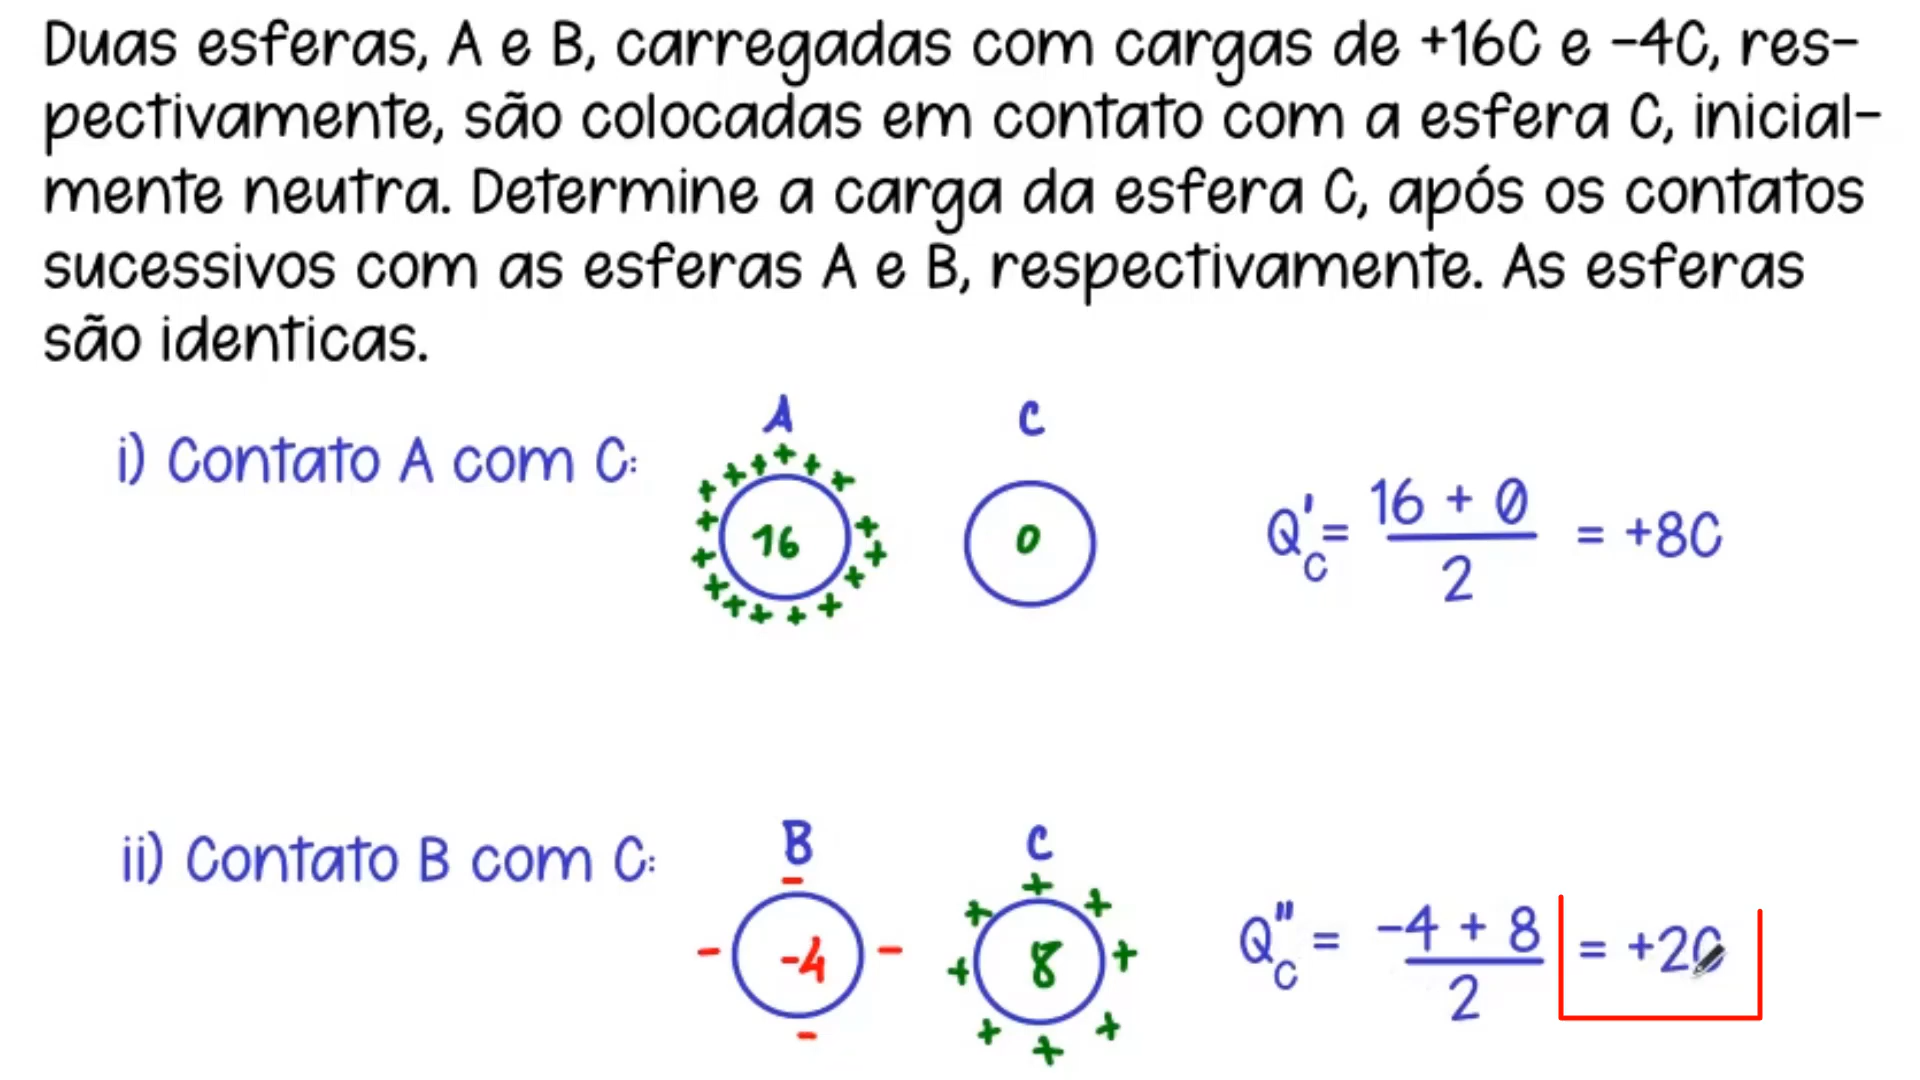 Duas esferas, A e B, carregadas com cargas de +16C e -4C, res-
pectivamente, são colocadas em contato com a esfera C, inicial-
mente neutra. Determine a carga da esfera C, após os contatos
sucessivos com as esferas A e B, respectivamente. As esferas
são identicas.
A C
i) Contato A com C:
16 0
Q'C = 16 + 0 / 2 = +8C
B C
ii) Contato B com C:
-4 8
Q''C = -4 + 8 / 2 = +2C